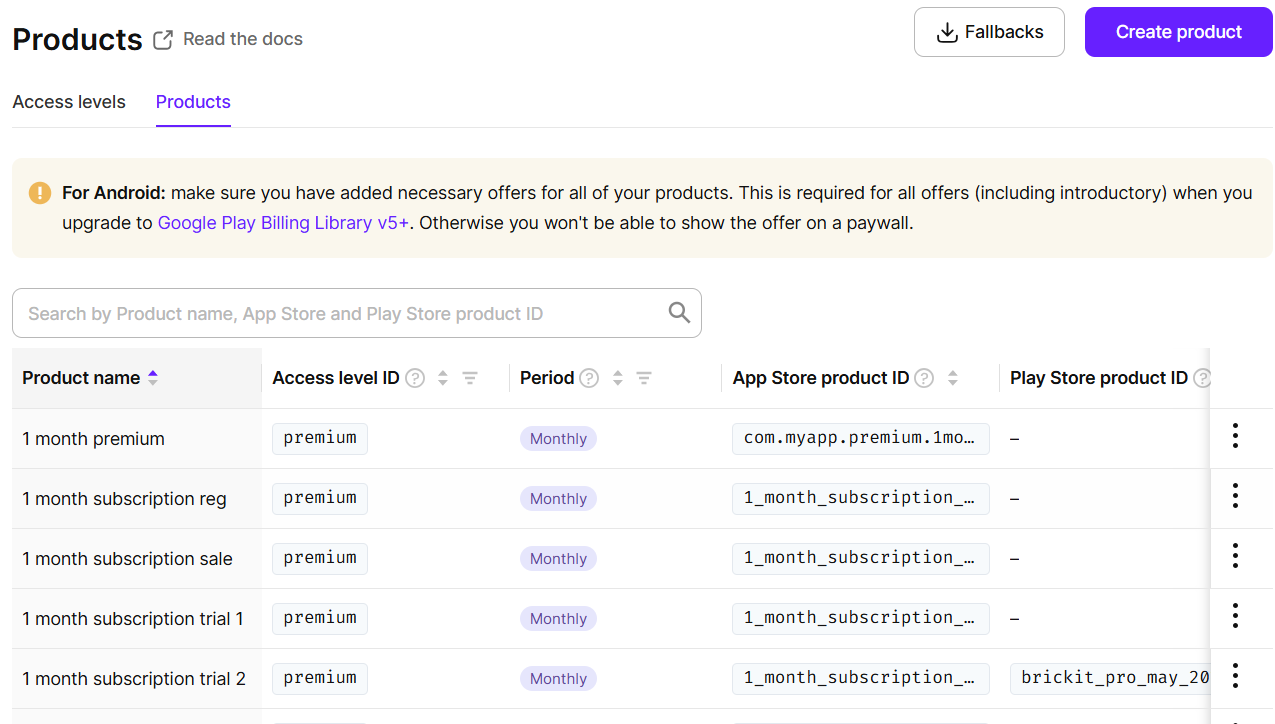 Products Read the docs Fallbacks Create product
Access levels Products
For Android: make sure you have added necessary offers for all of your products. This is required for all offers (including introductory) when you
upgrade to Google Play Billing Library v5+. Otherwise you won't be able to show the offer on a paywall.
Search by Product name, App Store and Play Store product ID
Product name Access level ID ? Period ? App Store product ID ? Play Store product ID ?
1 month premium premium Monthly com.myapp.premium.1mo… –
1 month subscription reg premium Monthly 1_month_subscription_… –
1 month subscription sale premium Monthly 1_month_subscription_… –
1 month subscription trial 1 premium Monthly 1_month_subscription_… –
1 month subscription trial 2 premium Monthly 1_month_subscription_… brickit_pro_may_20